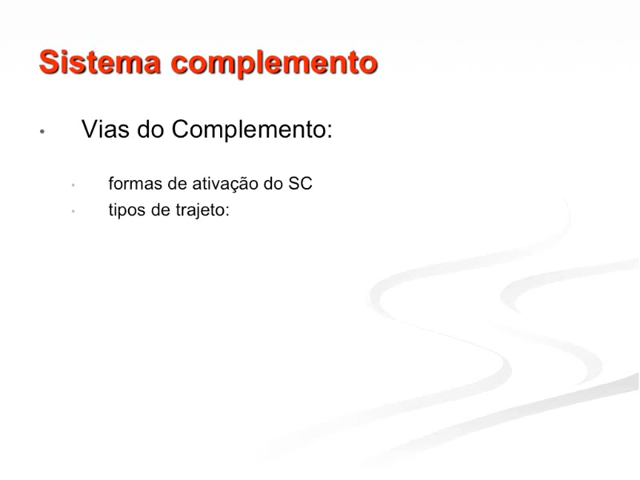 Sistema complemento
• Vias do Complemento:
• formas de ativação do SC
• tipos de trajeto: